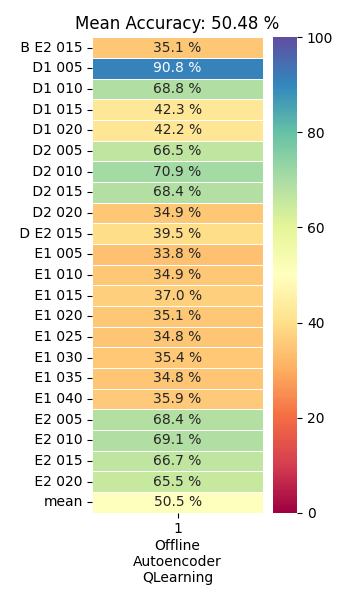 Mean Accuracy: 50.48 %
B E2 015 35.1 %
D1 005 90.8 %
D1 010 68.8 %
D1 015 42.3 %
D1 020 42.2 %
D2 005 66.5 %
D2 010 70.9 %
D2 015 68.4 %
D2 020 34.9 %
D E2 015 39.5 %
E1 005 33.8 %
E1 010 34.9 %
E1 015 37.0 %
E1 020 35.1 %
E1 025 34.8 %
E1 030 35.4 %
E1 035 34.8 %
E1 040 35.9 %
E2 005 68.4 %
E2 010 69.1 %
E2 015 66.7 %
E2 020 65.5 %
mean 50.5 %
1
Offline
Autoencoder
QLearning
100
80
60
40
20
0